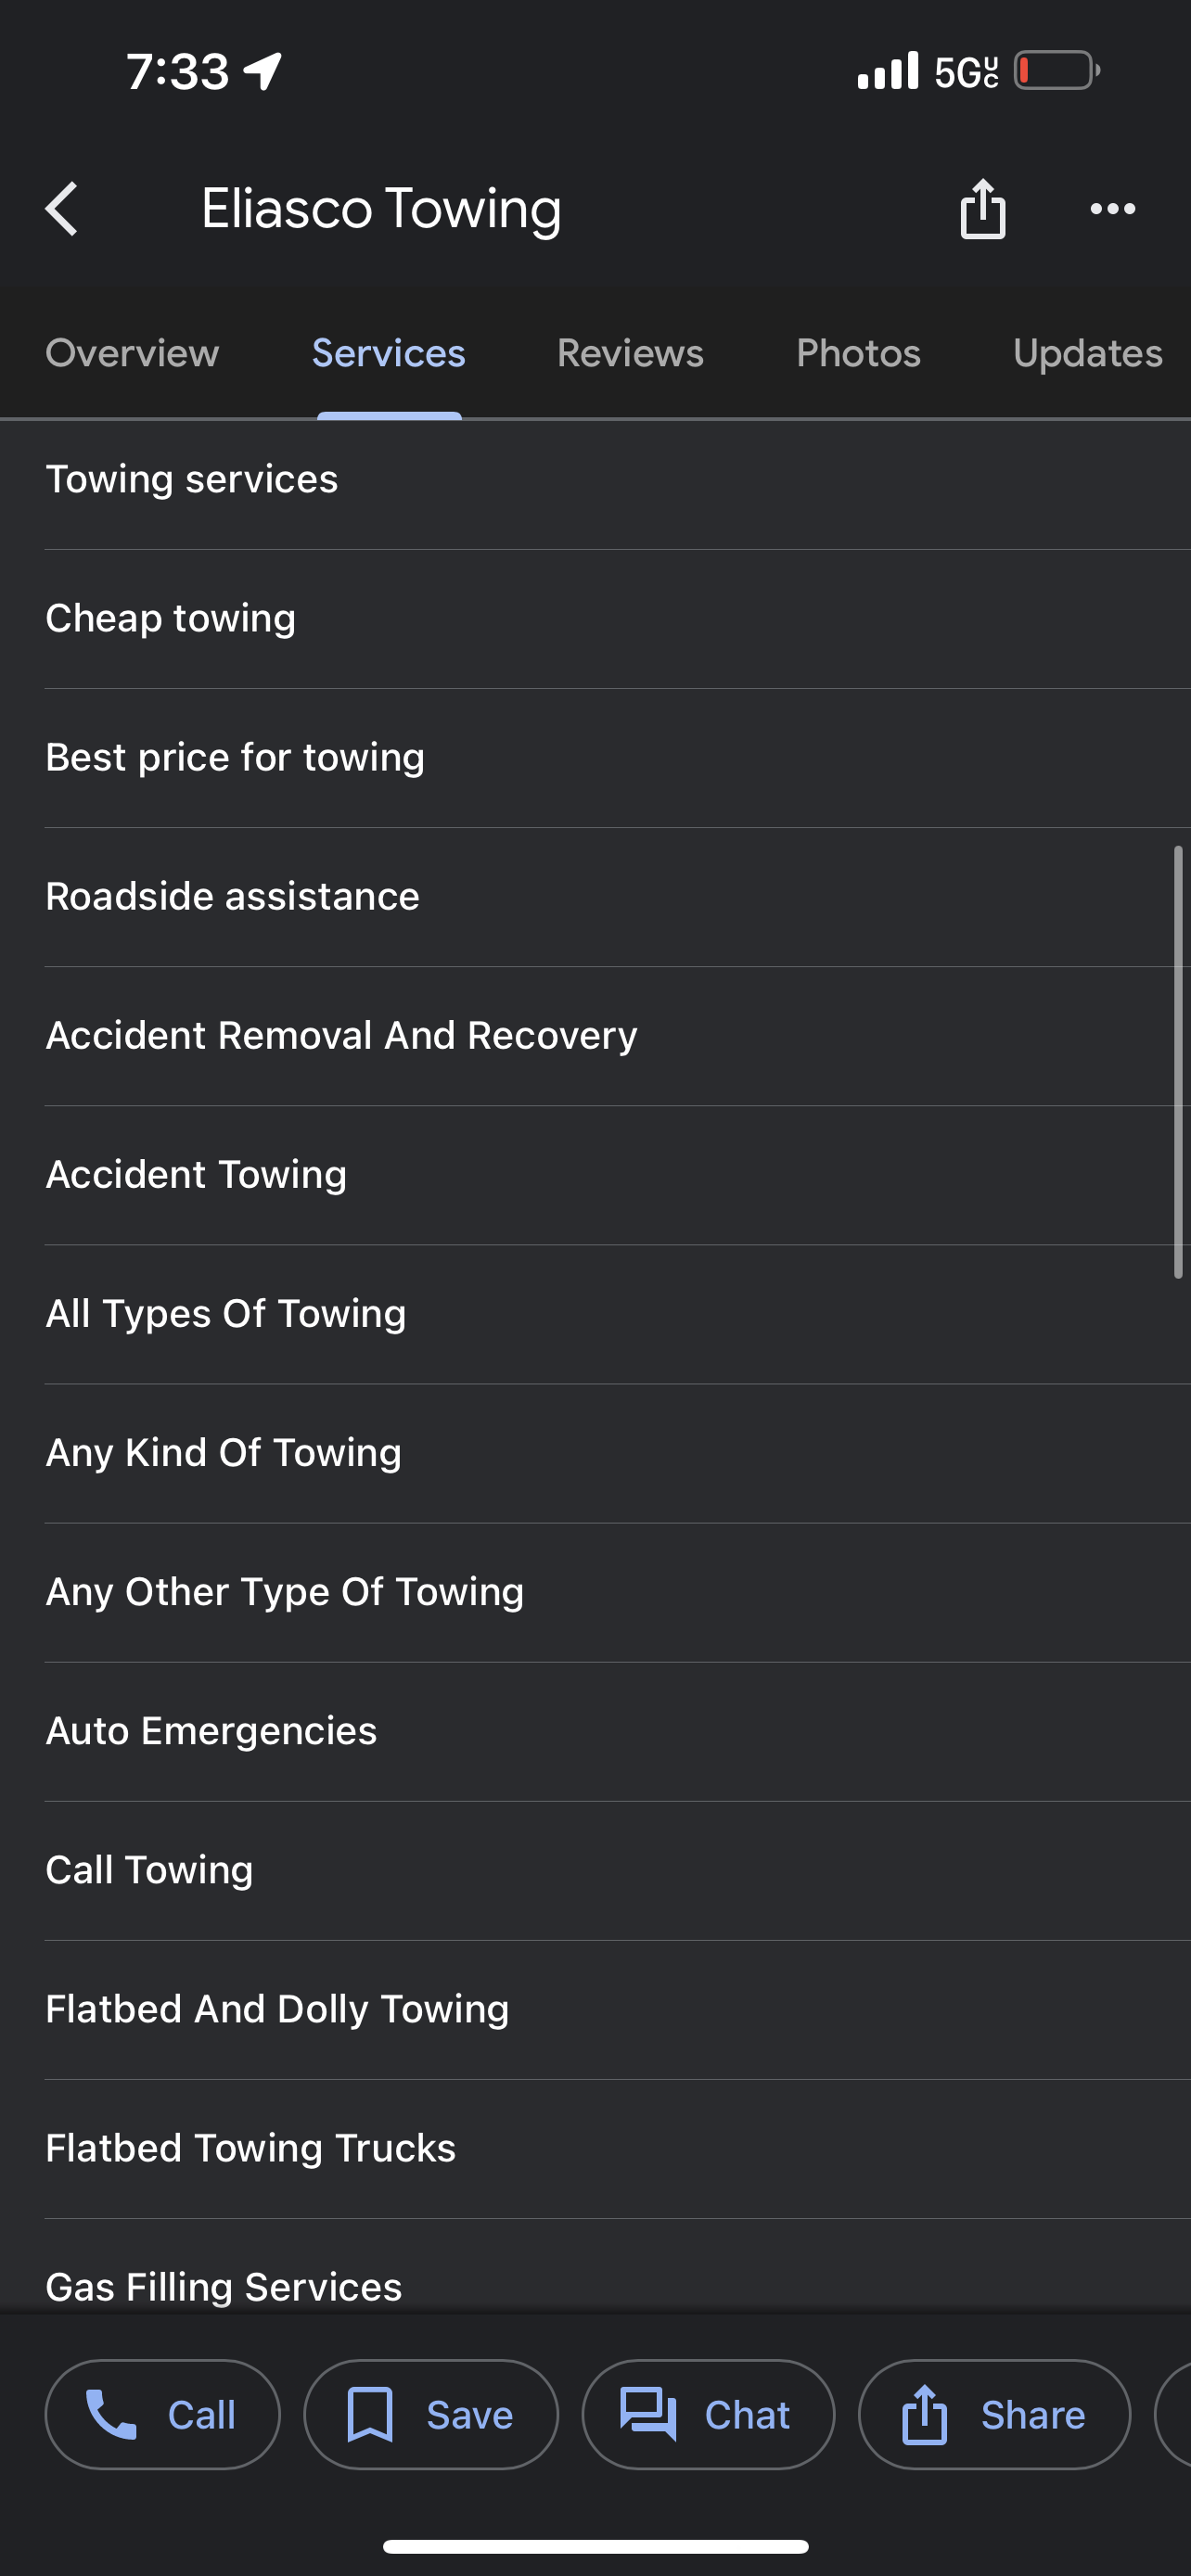 7:33
5GUC
Eliasco Towing
Overview Services Reviews Photos Updates
Towing services
Cheap towing
Best price for towing
Roadside assistance
Accident Removal And Recovery
Accident Towing
All Types Of Towing
Any Kind Of Towing
Any Other Type Of Towing
Auto Emergencies
Call Towing
Flatbed And Dolly Towing
Flatbed Towing Trucks
Gas Filling Services
Call Save Chat Share